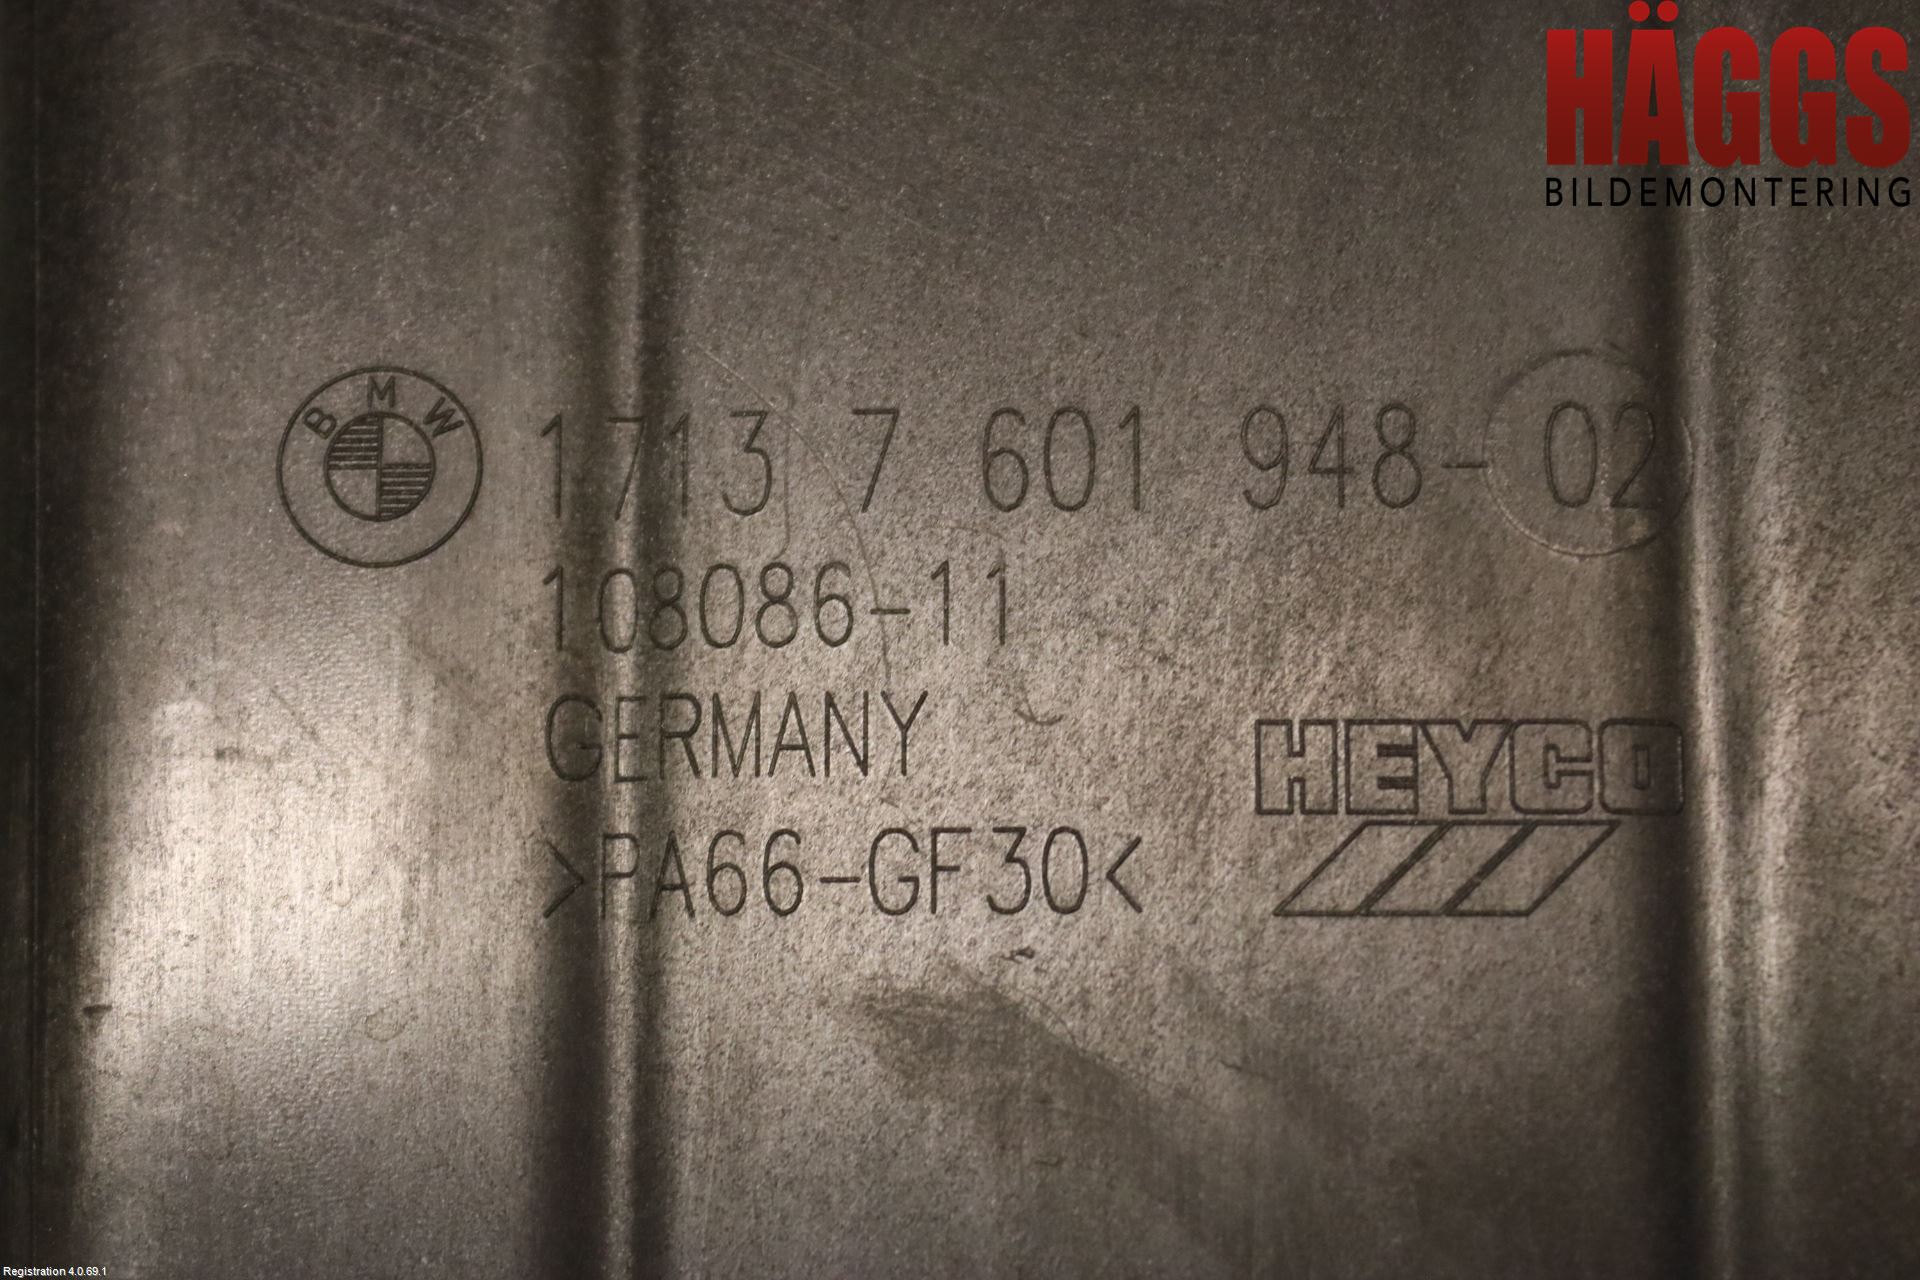 HÄGGS
BILDEMONTERING
BMW
1713 7 601 948-02
108086-11
GERMANY
>PA66-GF30<
HEYCO
Registration 4.0.69.1